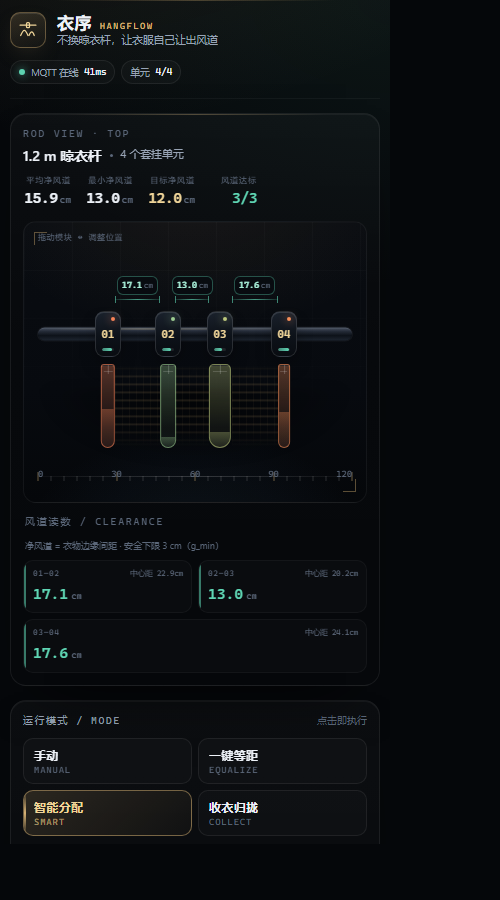 衣序 HANGFLOW
不换晾衣杆，让衣服自己让出风道
MQTT 在线 41ms 单元 4/4
ROD VIEW · TOP
1.2 m 晾衣杆 · 4 个套挂单元
平均净风道 最小净风道 目标净风道 风道达标
15.9cm 13.0cm 12.0cm 3/3
拖动模块 ↔ 调整位置
17.1cm 13.0cm 17.6cm
01 02 03 04
0 30 60 90 120
风道读数 / CLEARANCE
净风道 = 衣物边缘间距 · 安全下限 3 cm（g_min）
01–02 中心距 22.9cm 02–03 中心距 20.2cm
17.1 cm 13.0 cm
03–04 中心距 24.1cm
17.6 cm
运行模式 / MODE 点击即执行
手动 一键等距
MANUAL EQUALIZE
智能分配 收衣归拢
SMART COLLECT